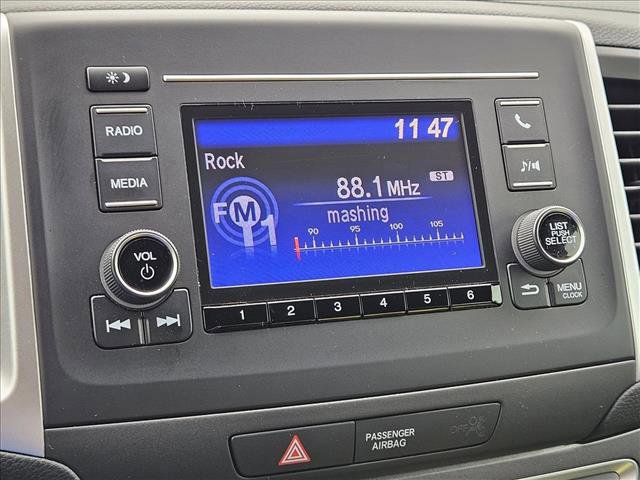 RADIO
MEDIA
VOL
11 47
Rock
88.1 MHz
ST
mashing
FM 1
90 95 100 105
1 2 3 4 5 6
LIST
PUSH
SELECT
MENU
CLOCK
PASSENGER
AIRBAG
OFF